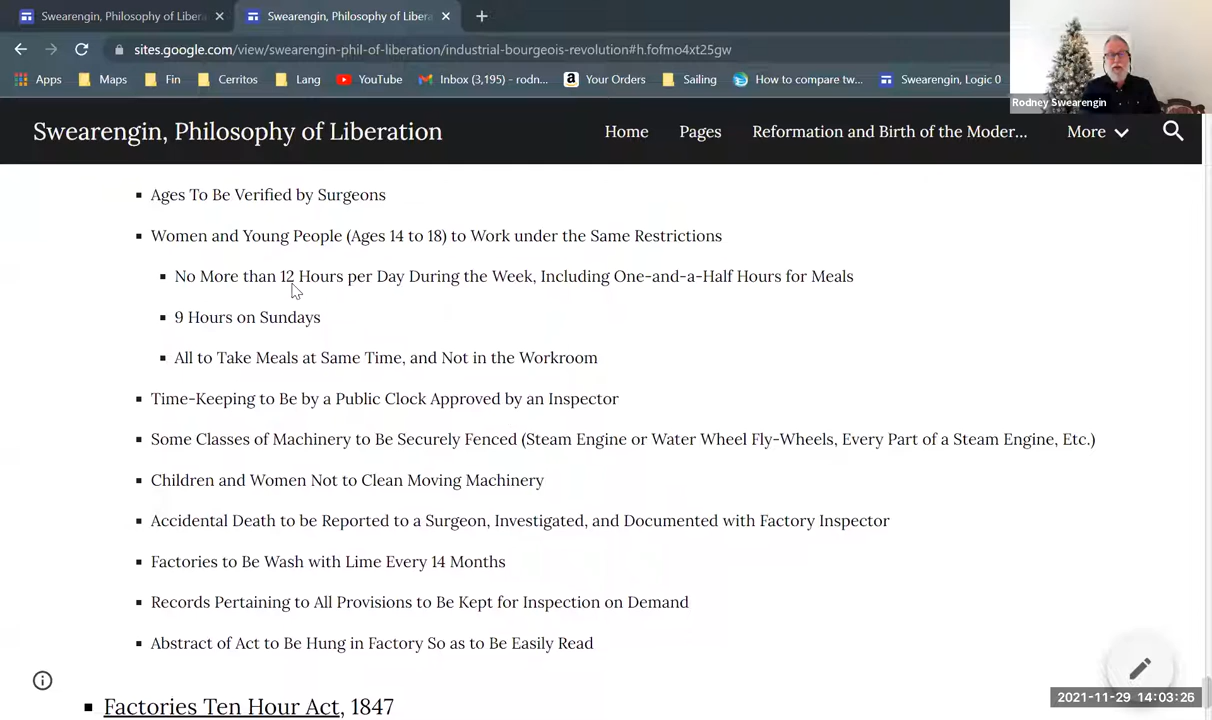 Swearengin, Philosophy of Libera
Swearengin, Philosophy of Libera
sites.google.com/view/swearengin-phil-of-liberation/industrial-bourgeois-revolution#h.fofmo4xt25gw
Apps
Maps
Fin
Cerritos
Lang
YouTube
Inbox (3,195) - rodn...
Your Orders
Sailing
How to compare tw...
Swearengin, Logic 0
Rodney Swearengin
Swearengin, Philosophy of Liberation
Home
Pages
Reformation and Birth of the Moder...
More
Ages To Be Verified by Surgeons
Women and Young People (Ages 14 to 18) to Work under the Same Restrictions
No More than 12 Hours per Day During the Week, Including One-and-a-Half Hours for Meals
9 Hours on Sundays
All to Take Meals at Same Time, and Not in the Workroom
Time-Keeping to Be by a Public Clock Approved by an Inspector
Some Classes of Machinery to Be Securely Fenced (Steam Engine or Water Wheel Fly-Wheels, Every Part of a Steam Engine, Etc.)
Children and Women Not to Clean Moving Machinery
Accidental Death to be Reported to a Surgeon, Investigated, and Documented with Factory Inspector
Factories to Be Wash with Lime Every 14 Months
Records Pertaining to All Provisions to Be Kept for Inspection on Demand
Abstract of Act to Be Hung in Factory So as to Be Easily Read
Factories Ten Hour Act, 1847
2021-11-29 14:03:26